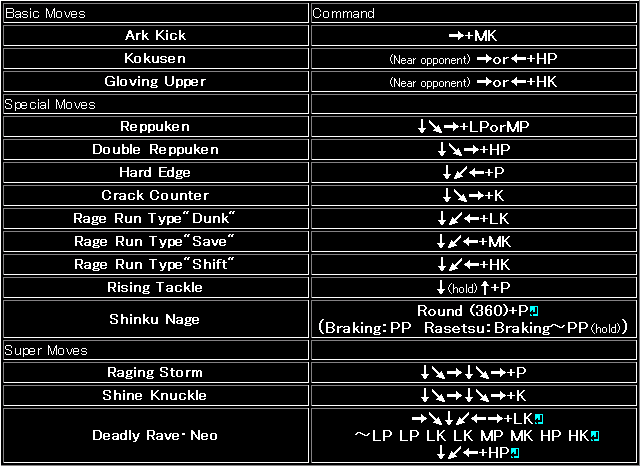 Basic Moves Command
Ark Kick →+MK
Kokusen (Near opponent) →or←+HP
Gloving Upper (Near opponent) →or←+HK
Special Moves
Reppuken ↓↘→+LPorMP
Double Reppuken ↓↘→+HP
Hard Edge ↓↙←+P
Crack Counter ↓↘→+K
Rage Run Type"Dunk" ↓↙←+LK
Rage Run Type"Save" ↓↙←+MK
Rage Run Type"Shift" ↓↙←+HK
Rising Tackle ↓(hold)↑+P
Shinku Nage Round (360)+P
(Braking:PP Rasetsu:Braking～PP(hold))
Super Moves
Raging Storm ↓↘→↓↘→+P
Shine Knuckle ↓↘→↓↘→+K
Deadly Rave·Neo →↘↓↙←→+LK
～LP LP LK LK MP MK HP HK
↓↙←+HP